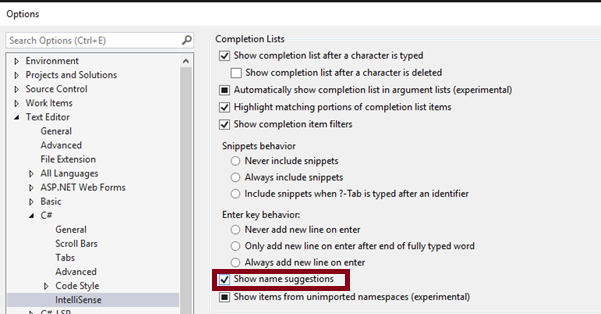 Options
Search Options (Ctrl+E)
Environment
Projects and Solutions
Source Control
Work Items
Text Editor
General
Advanced
File Extension
All Languages
ASP.NET Web Forms
Basic
C#
General
Scroll Bars
Tabs
Advanced
Code Style
IntelliSense
C# LSP
Completion Lists
Show completion list after a character is typed
Show completion list after a character is deleted
Automatically show completion list in argument lists (experimental)
Highlight matching portions of completion list items
Show completion item filters
Snippets behavior
Never include snippets
Always include snippets
Include snippets when ?-Tab is typed after an identifier
Enter key behavior:
Never add new line on enter
Only add new line on enter after end of fully typed word
Always add new line on enter
Show name suggestions
Show items from unimported namespaces (experimental)